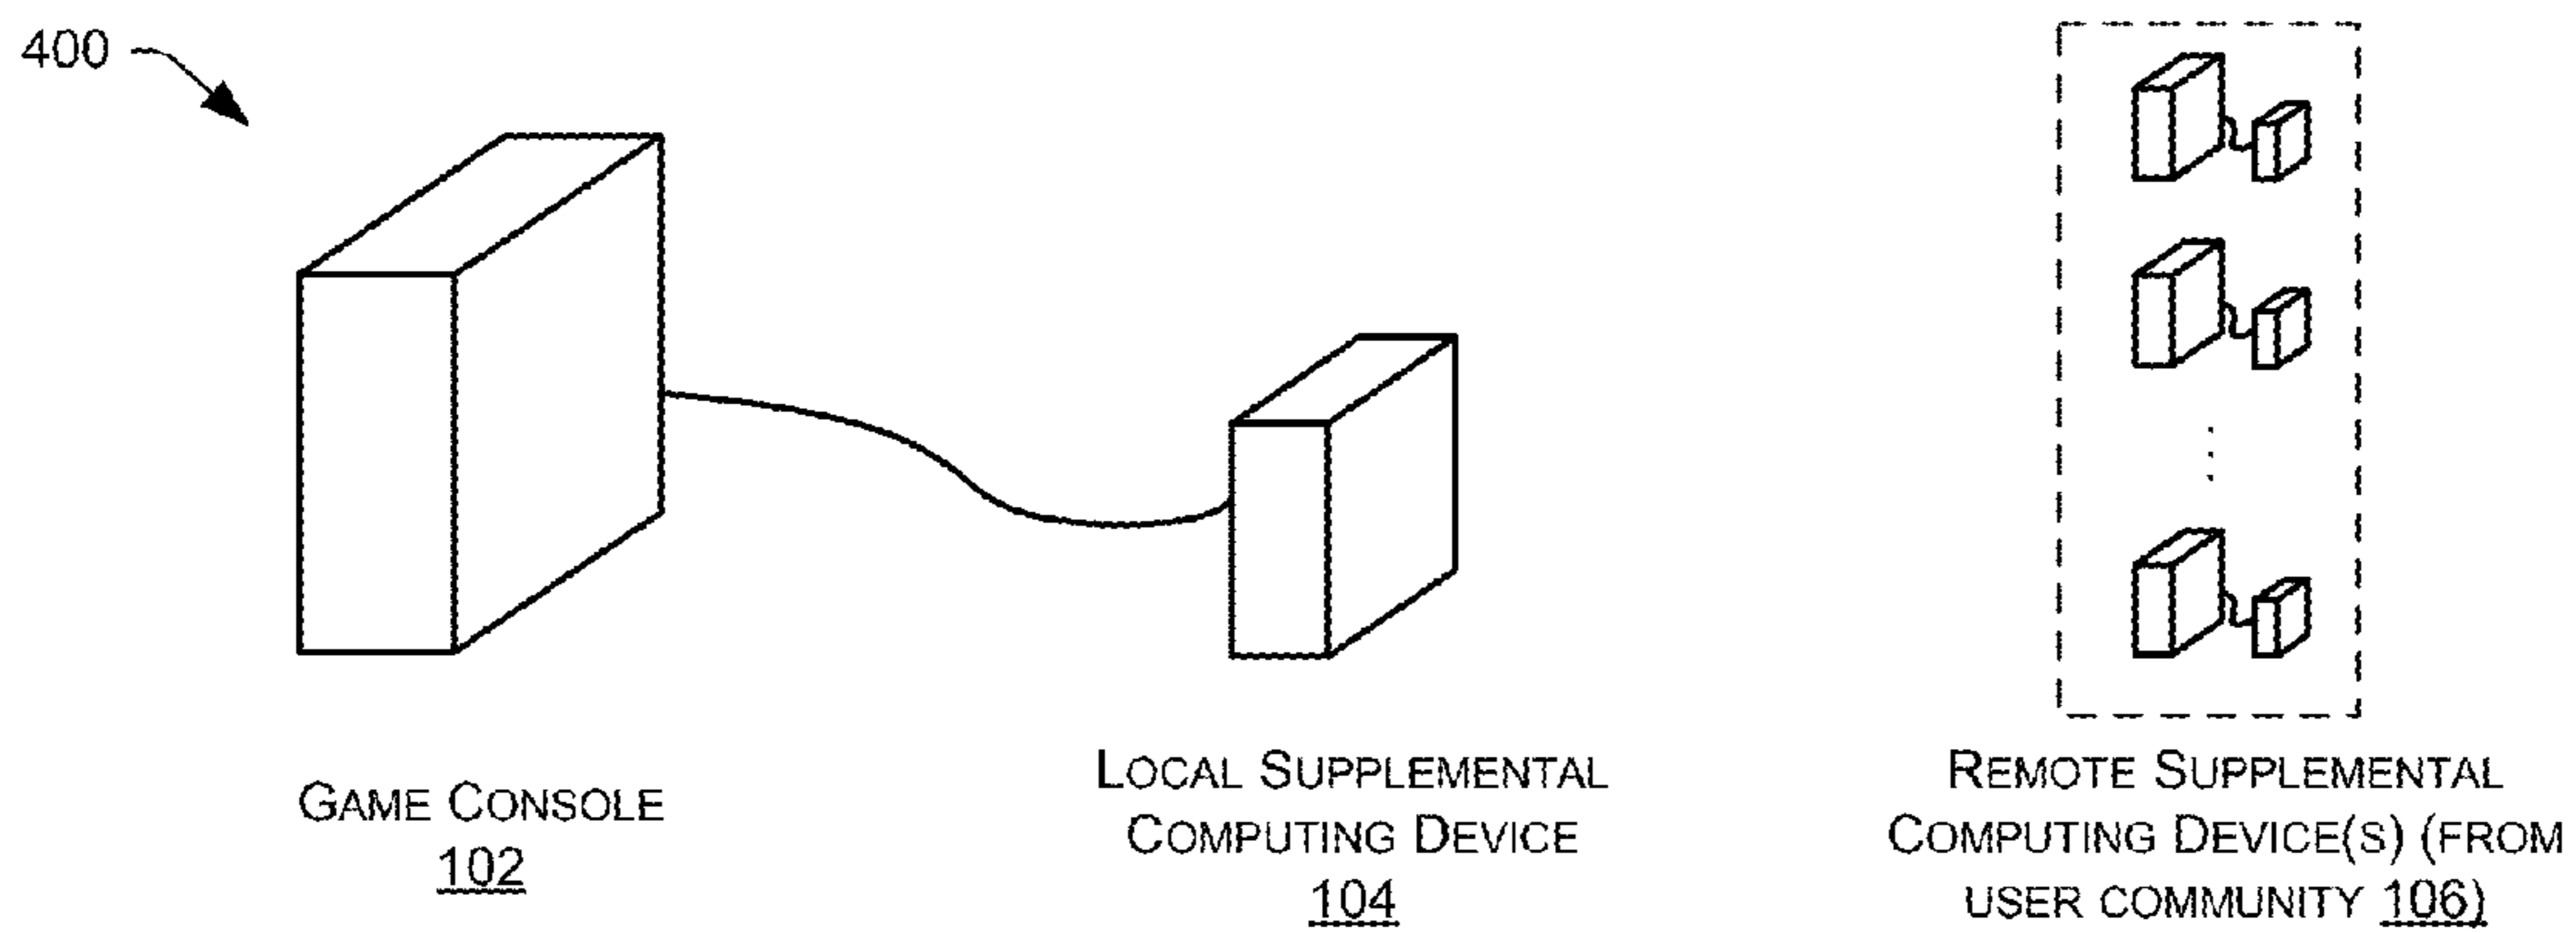 400
GAME CONSOLE
102
LOCAL SUPPLEMENTAL
COMPUTING DEVICE
104
REMOTE SUPPLEMENTAL
COMPUTING DEVICE(S) (FROM
USER COMMUNITY 106)